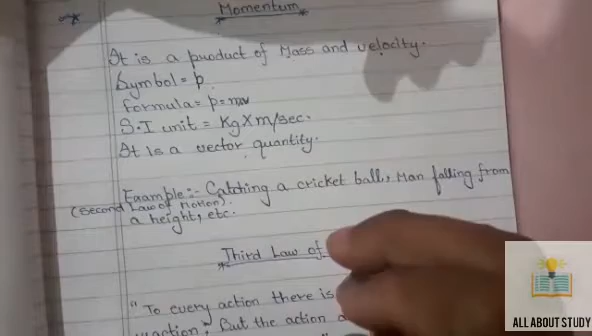 Momentum
It is a product of Mass and velocity.
Symbol = p
formula = p = mv
S.I unit = Kg X m/sec.
It is a vector quantity.
Example:- Catching a cricket ball, Man falling from
(Second Law of Motion).
a height, etc.
Third Law of
"To every action there is
reaction", But the action
ALL ABOUT STUDY